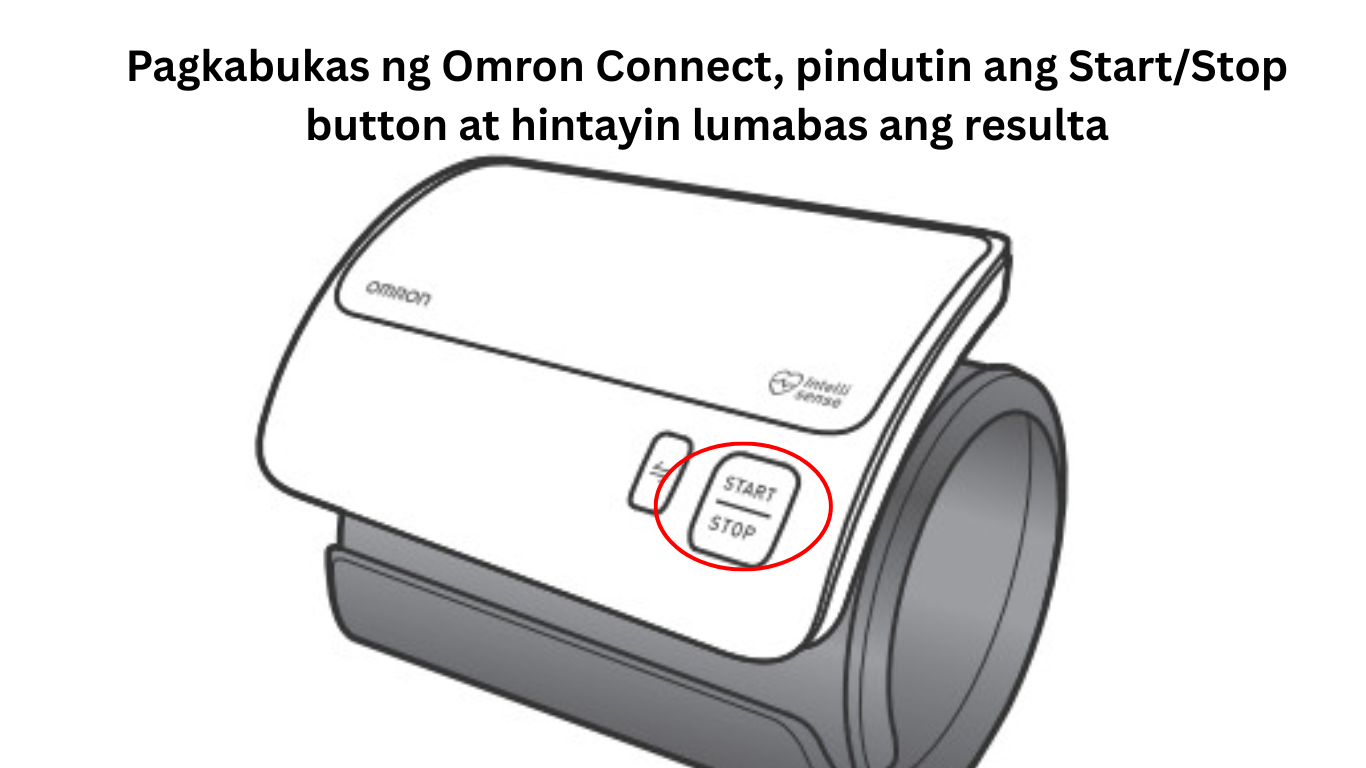 Pagkabukas ng Omron Connect, pindutin ang Start/Stop
button at hintayin lumabas ang resulta
OMRON
intelli
sense
START
STOP